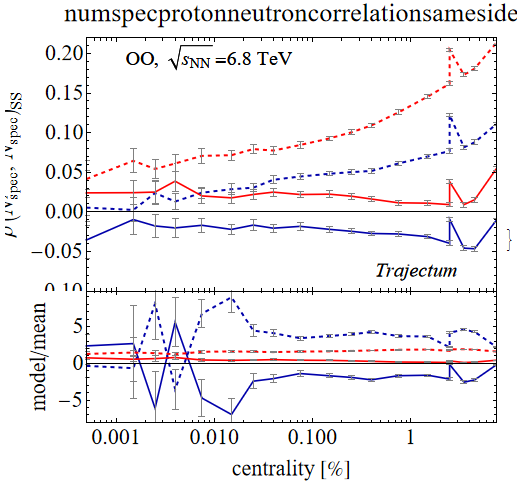 numspecprotonneutroncorrelationsameside
OO, √sNN =6.8 TeV
0.20
0.15
0.10
0.05
0.00
-0.05
Trajectum
}
model/mean
5
0
-5
0.001 0.010 0.100 1
centrality [%]